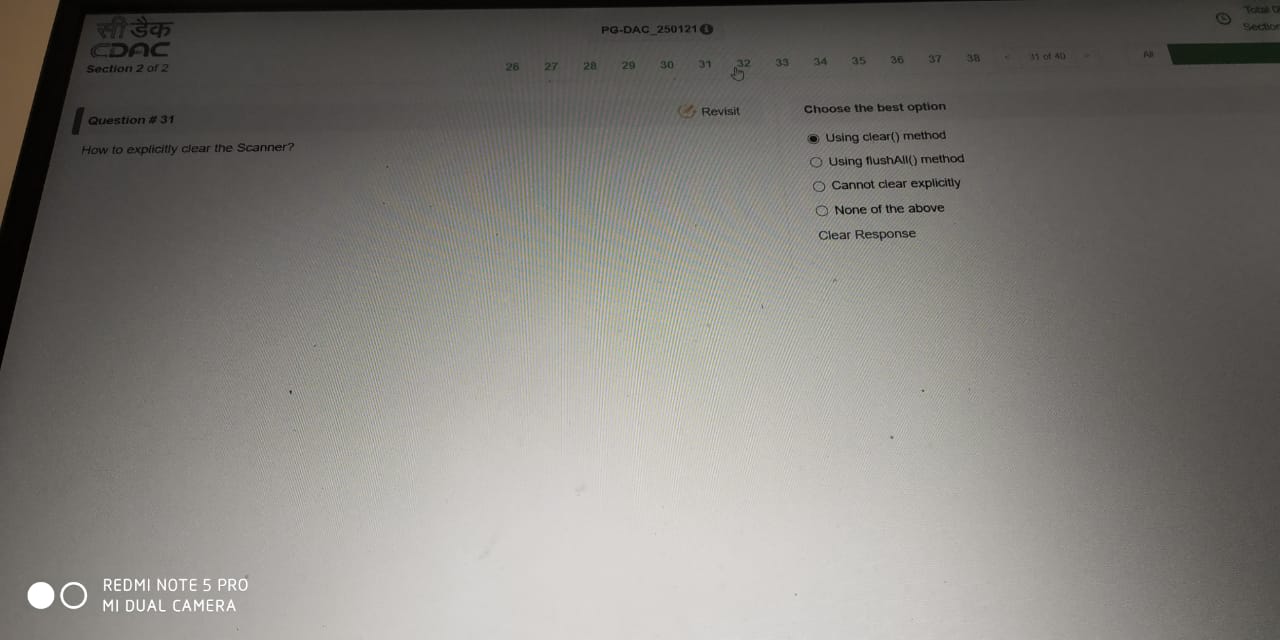 सी डैक
CDAC
Section 2 of 2
PG-DAC_250121
Total
Section
26 27 28 29 30 31 32 33 34 35 36 37 38 < 31 of 40 > All
Question # 31
Revisit
How to explicitly clear the Scanner?
Choose the best option
Using clear() method
Using flushAll() method
Cannot clear explicitly
None of the above
Clear Response
REDMI NOTE 5 PRO
MI DUAL CAMERA